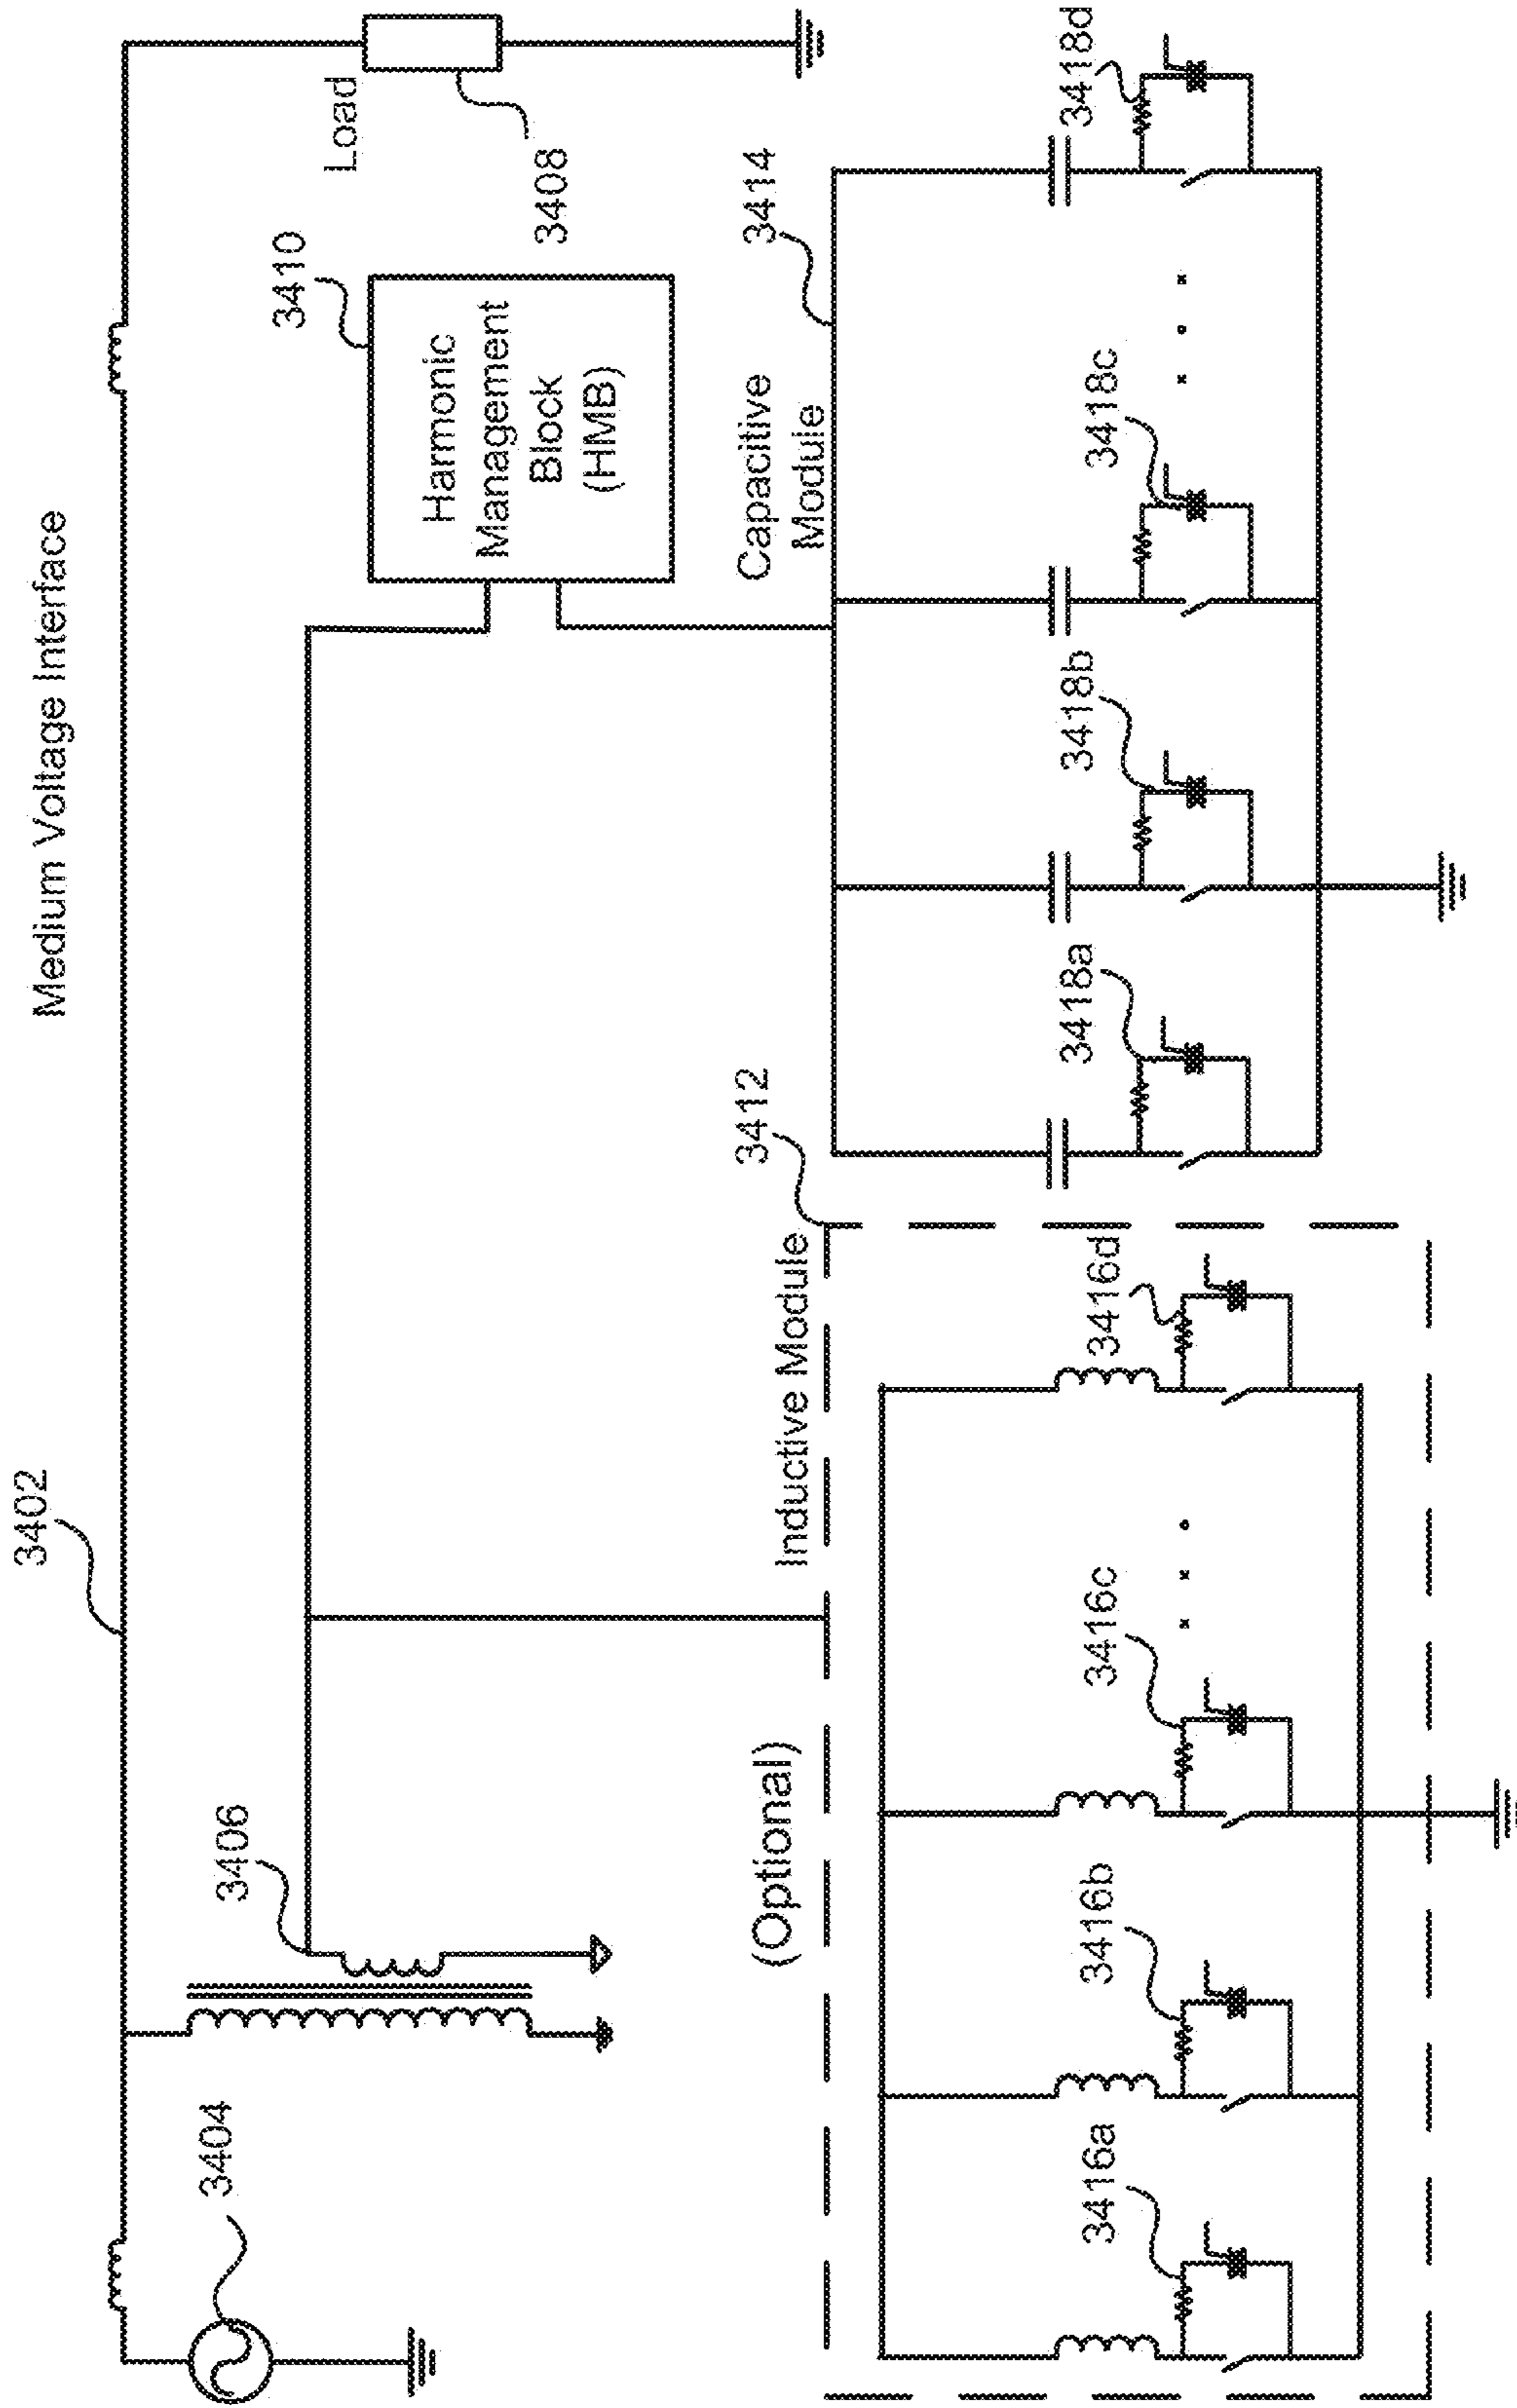 Medium Voltage Interface
3402
3404
3406
Load
3408
3410
Harmonic
Management
Block
(HMB)
(Optional)
Inductive Module
3412
Capacitive
Module
3414
3416a
3416b
3416c
3416d
3418a
3418b
3418c
3418d